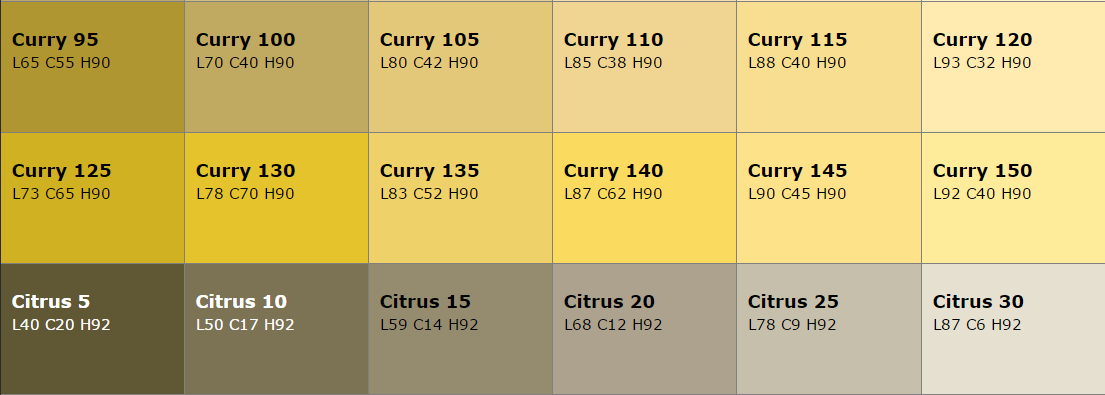 Curry 95
L65 C55 H90
Curry 100
L70 C40 H90
Curry 105
L80 C42 H90
Curry 110
L85 C38 H90
Curry 115
L88 C40 H90
Curry 120
L93 C32 H90
Curry 125
L73 C65 H90
Curry 130
L78 C70 H90
Curry 135
L83 C52 H90
Curry 140
L87 C62 H90
Curry 145
L90 C45 H90
Curry 150
L92 C40 H90
Citrus 5
L40 C20 H92
Citrus 10
L50 C17 H92
Citrus 15
L59 C14 H92
Citrus 20
L68 C12 H92
Citrus 25
L78 C9 H92
Citrus 30
L87 C6 H92